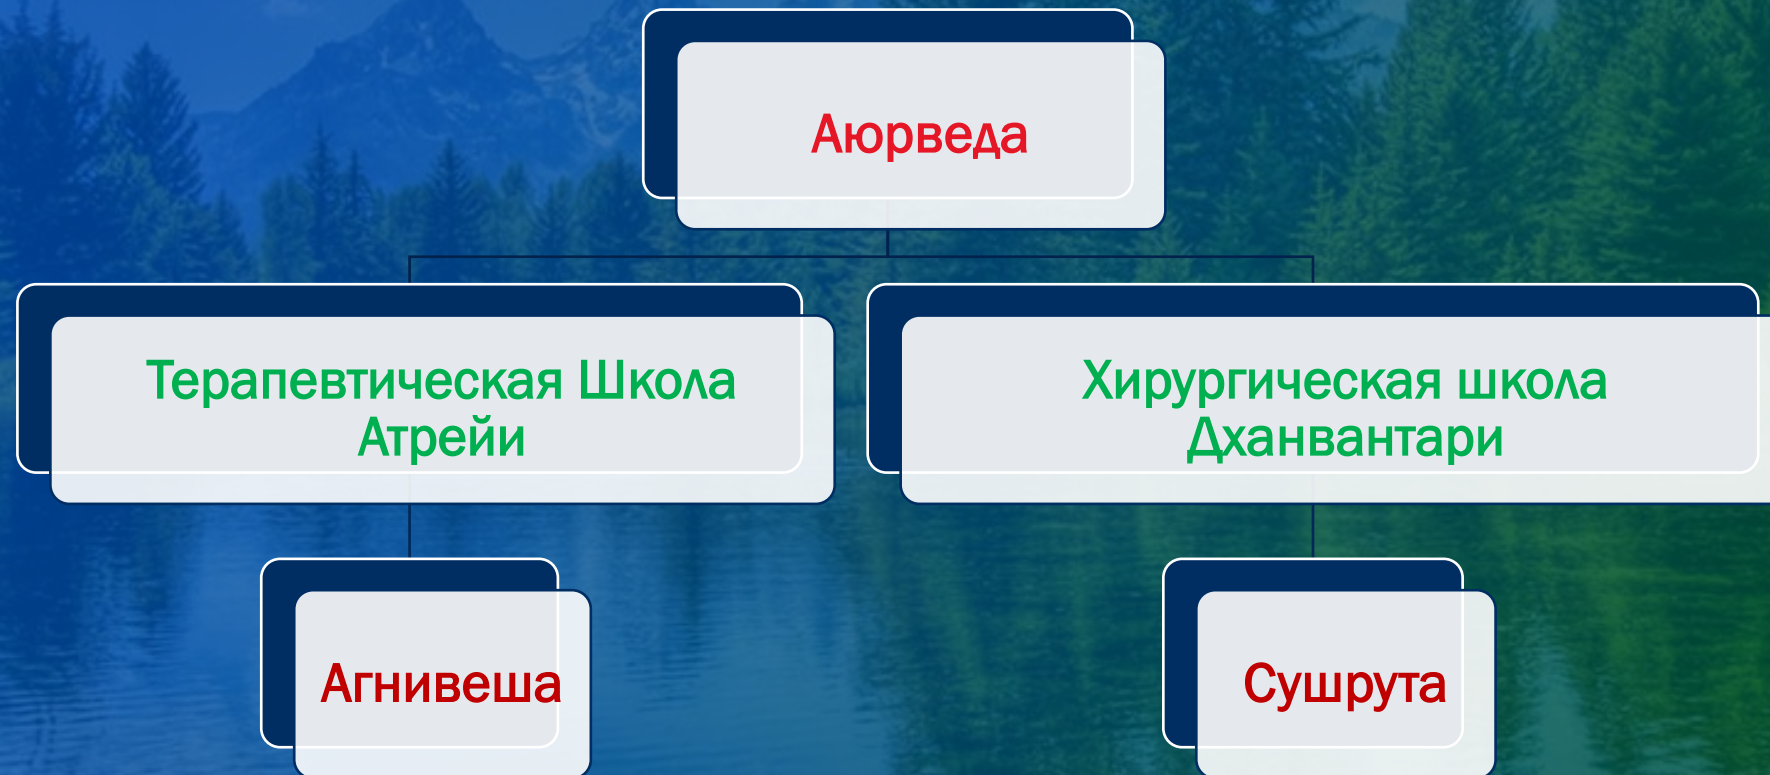 Аюрведа
Терапевтическая Школа
Атрейи
Хирургическая школа
Дханвантари
Агнивеша
Сушрута